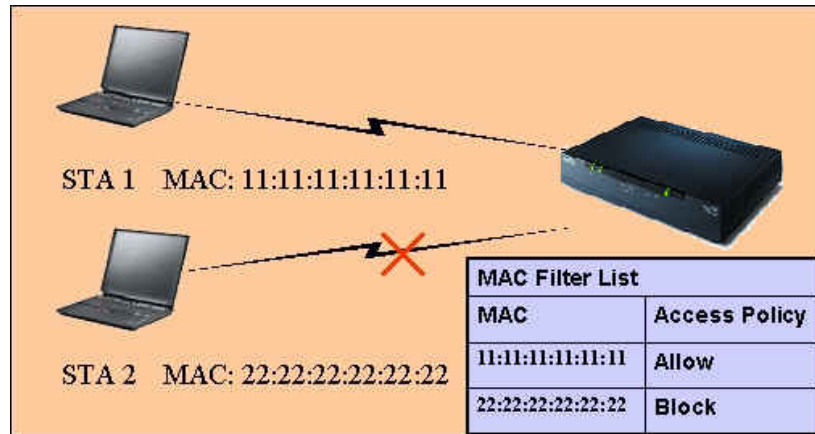 STA 1 MAC: 11:11:11:11:11:11
STA 2 MAC: 22:22:22:22:22:22
MAC Filter List
MAC Access Policy
11:11:11:11:11:11 Allow
22:22:22:22:22:22 Block